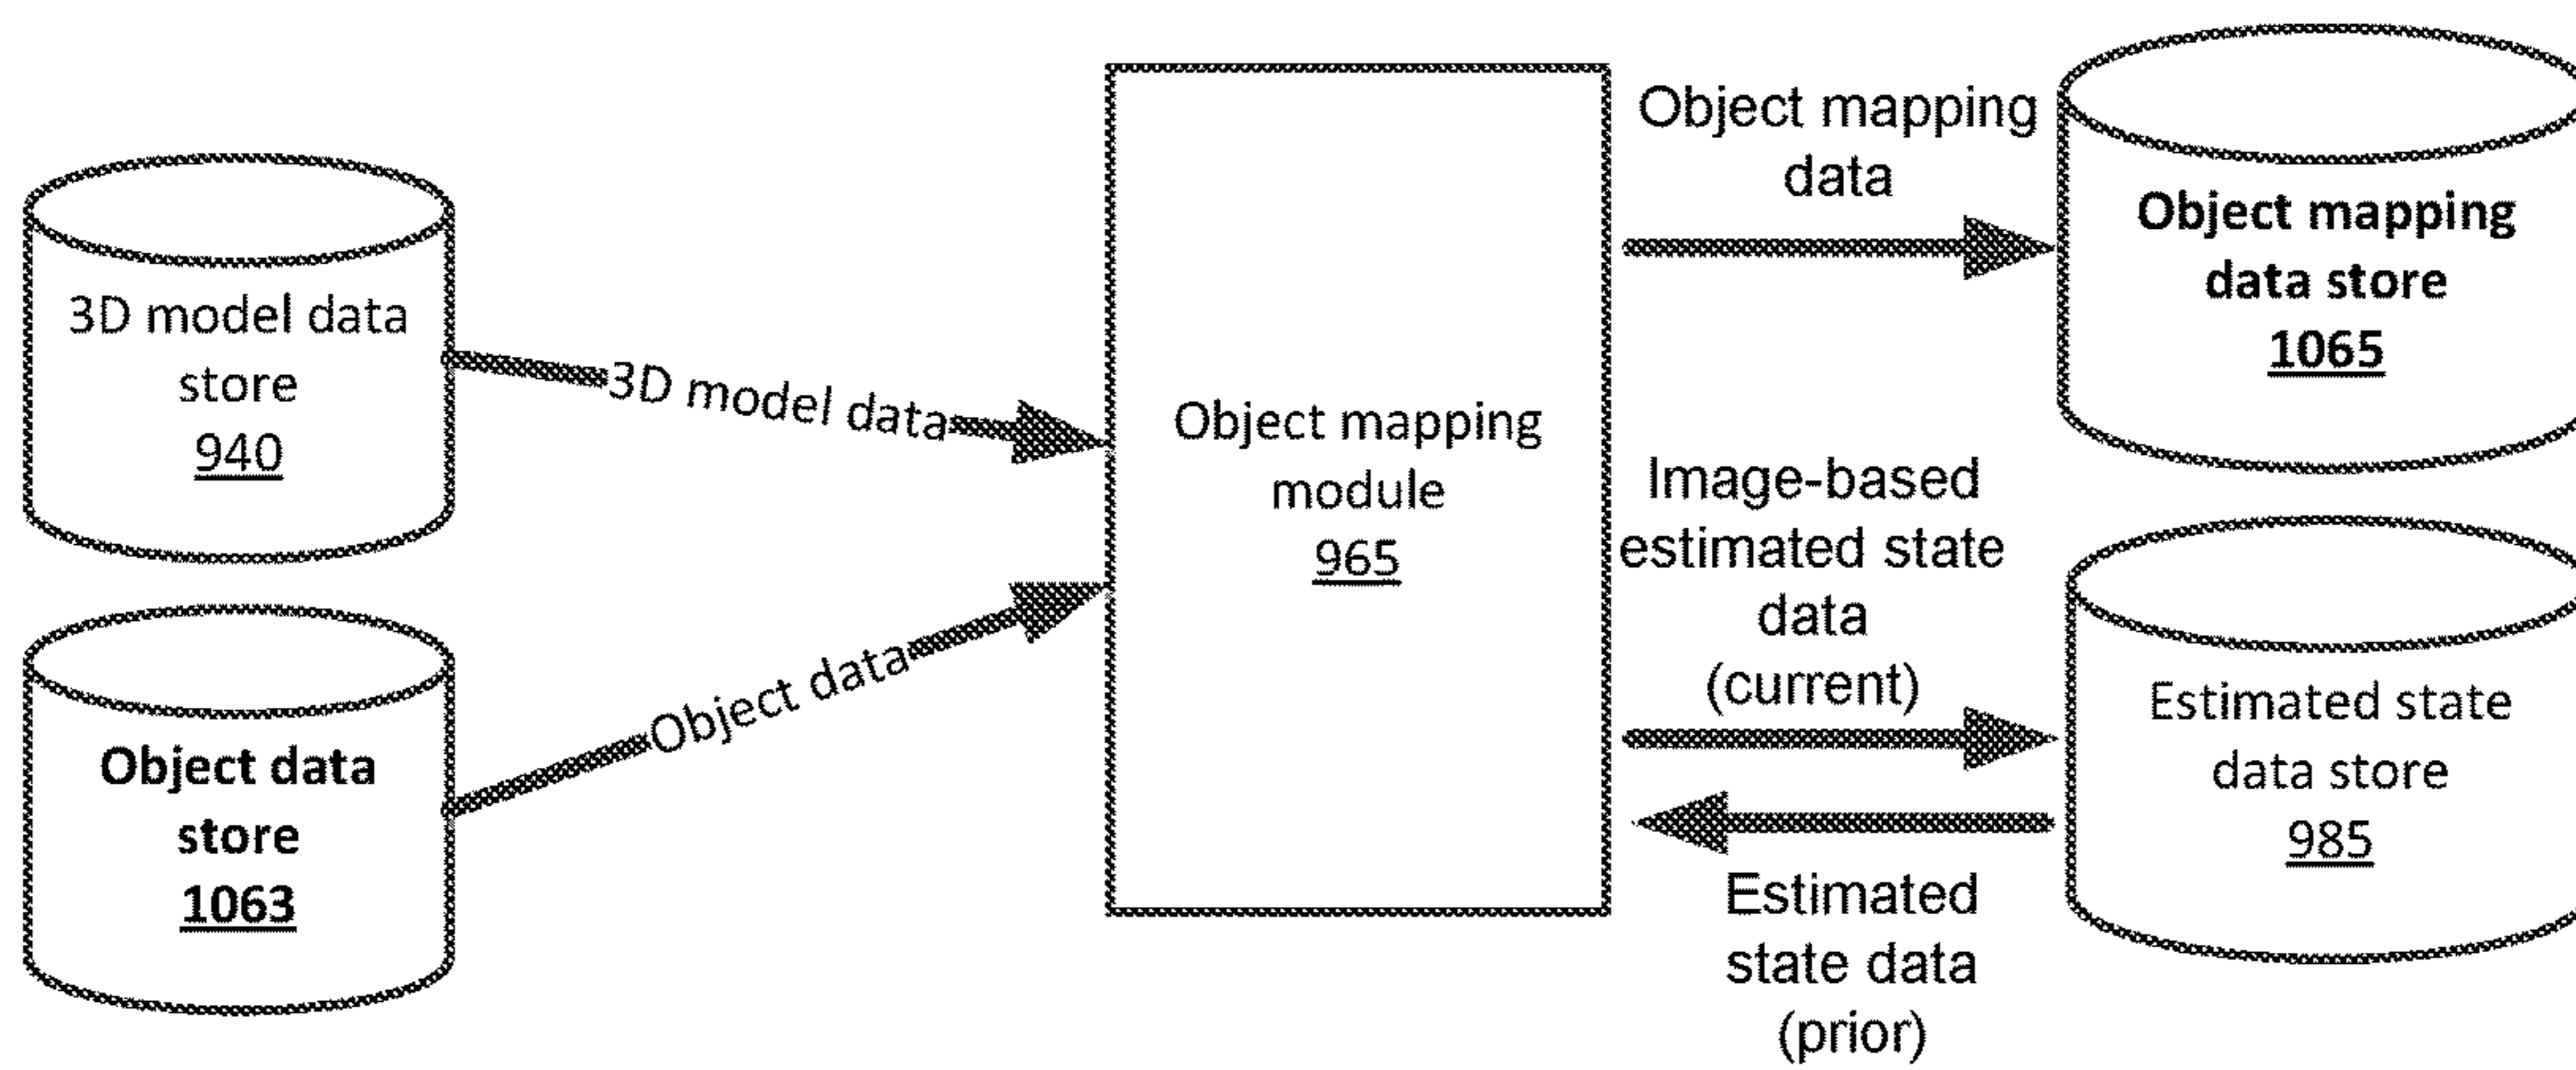 3D model data
store
940
Object data
store
1063
3D model data
Object data
Object mapping
module
965
Object mapping
data
Image-based
estimated state
data
(current)
Estimated
state data
(prior)
Object mapping
data store
1065
Estimated state
data store
985